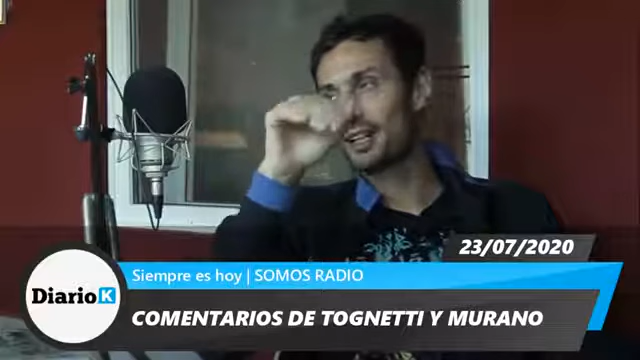 23/07/2020
Siempre es hoy | SOMOS RADIO
DiarioK
COMENTARIOS DE TOGNETTI Y MURANO